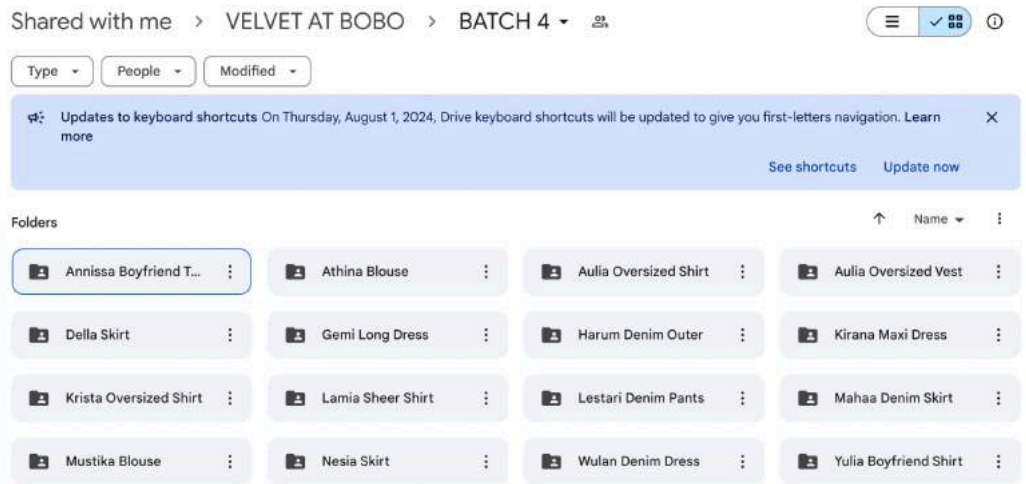 Shared with me > VELVET AT BOBO > BATCH 4
Type People Modified
Updates to keyboard shortcuts On Thursday, August 1, 2024, Drive keyboard shortcuts will be updated to give you first-letters navigation. Learn
more
See shortcuts Update now
Folders Name
Annissa Boyfriend T... Athina Blouse Aulia Oversized Shirt Aulia Oversized Vest
Della Skirt Gemi Long Dress Harum Denim Outer Kirana Maxi Dress
Krista Oversized Shirt Lamia Sheer Shirt Lestari Denim Pants Mahaa Denim Skirt
Mustika Blouse Nesia Skirt Wulan Denim Dress Yulia Boyfriend Shirt